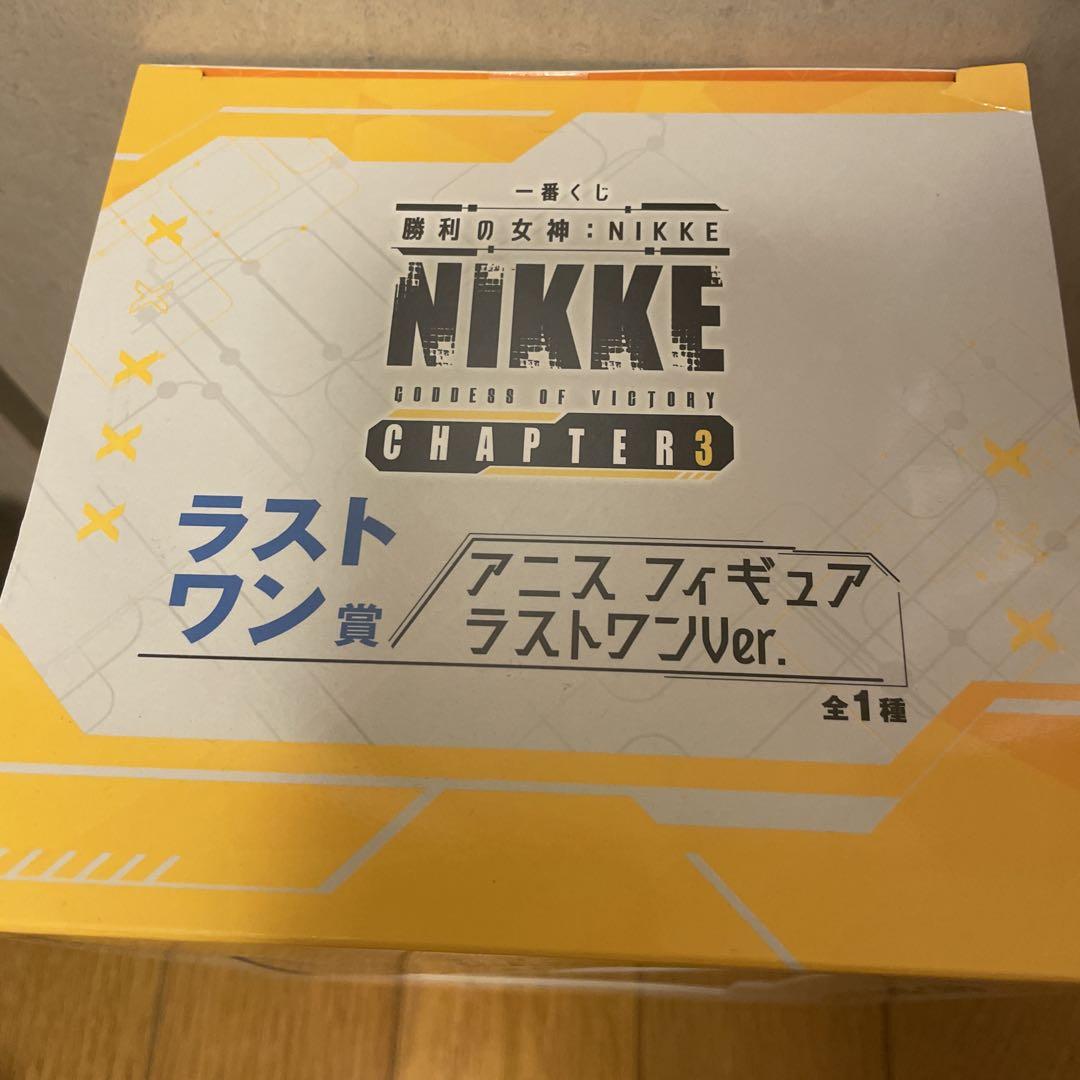 一番くじ
勝利の女神：NIKKE
NIKKE
GODDESS OF VICTORY
CHAPTER3
ラスト
ワン賞
アニス フィギュア
ラストワンVer.
全1種